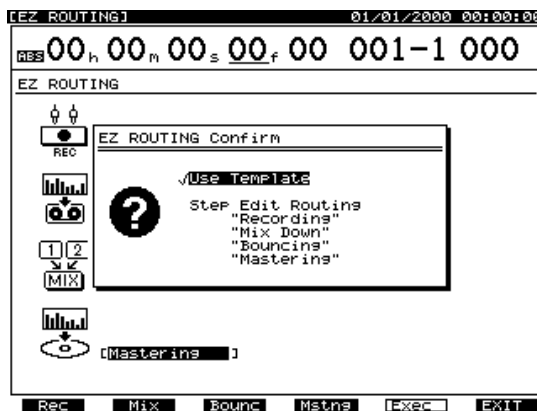 [EZ ROUTING] 01/01/2000 00:00:00
ABS 00h 00m 00s 00f 00 001-1 000
EZ ROUTING
REC
EZ ROUTING Confirm
√Use Template
Step Edit Routing
"Recording"
"Mix Down"
"Bouncing"
"Mastering"
1 2
MIX
[Mastering]
Rec Mix Bounc Mstng Exec EXIT